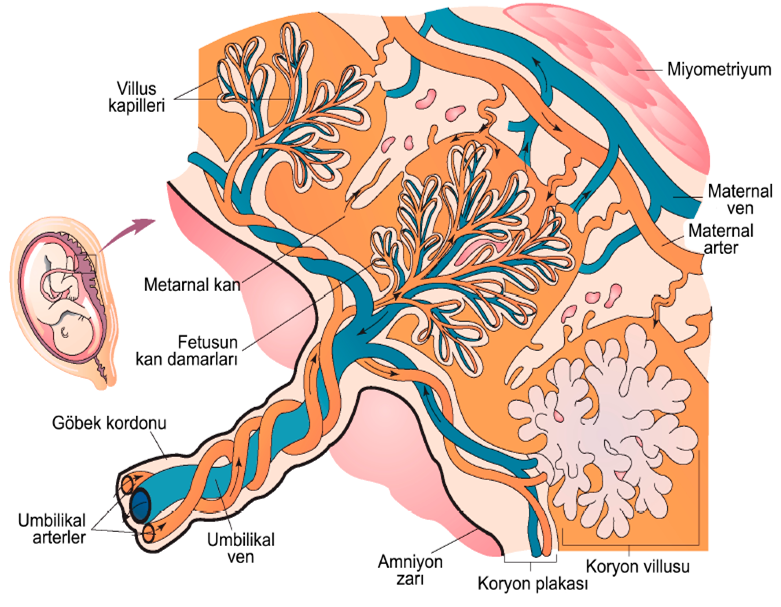 Villus
kapilleri
Miyometriyum
Maternal
ven
Maternal
arter
Metarnal kan
Fetusun
kan damarları
Göbek kordonu
Umbilikal
arterler
Umbilikal
ven
Amniyon
zarı
Koryon plakası
Koryon villusu